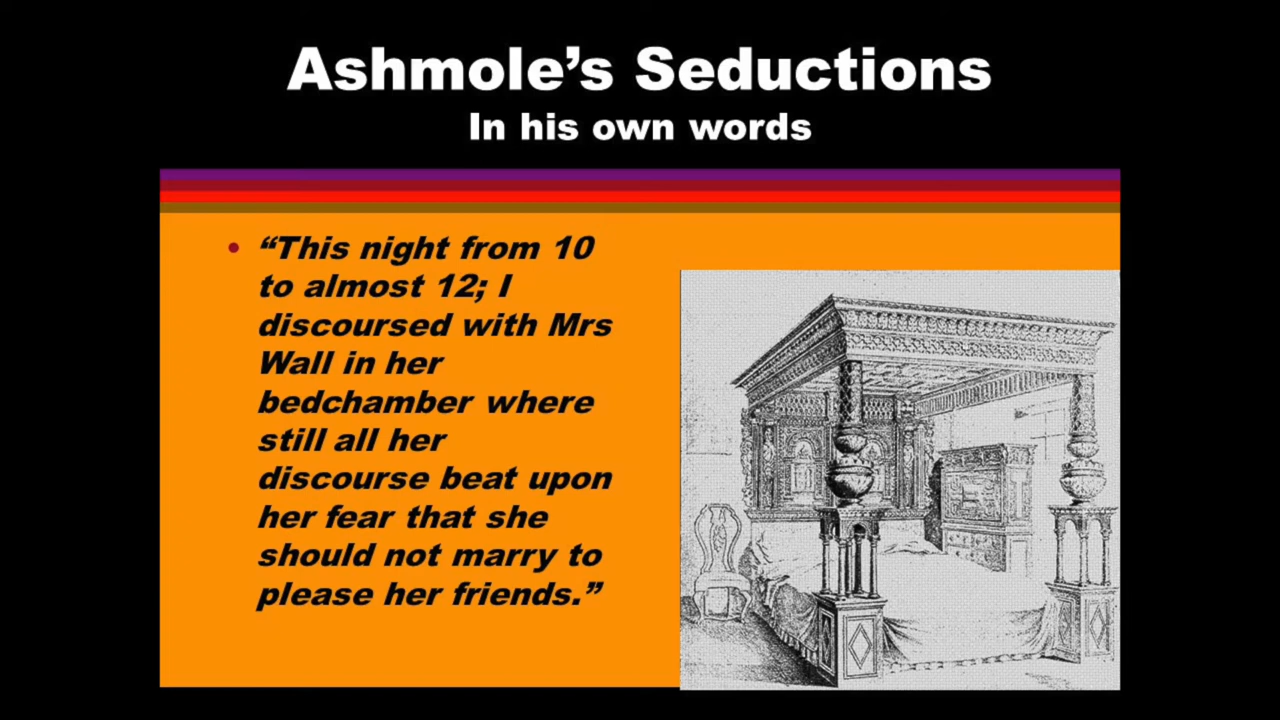 Ashmole’s Seductions
In his own words
• “This night from 10
to almost 12; I
discoursed with Mrs
Wall in her
bedchamber where
still all her
discourse beat upon
her fear that she
should not marry to
please her friends.”